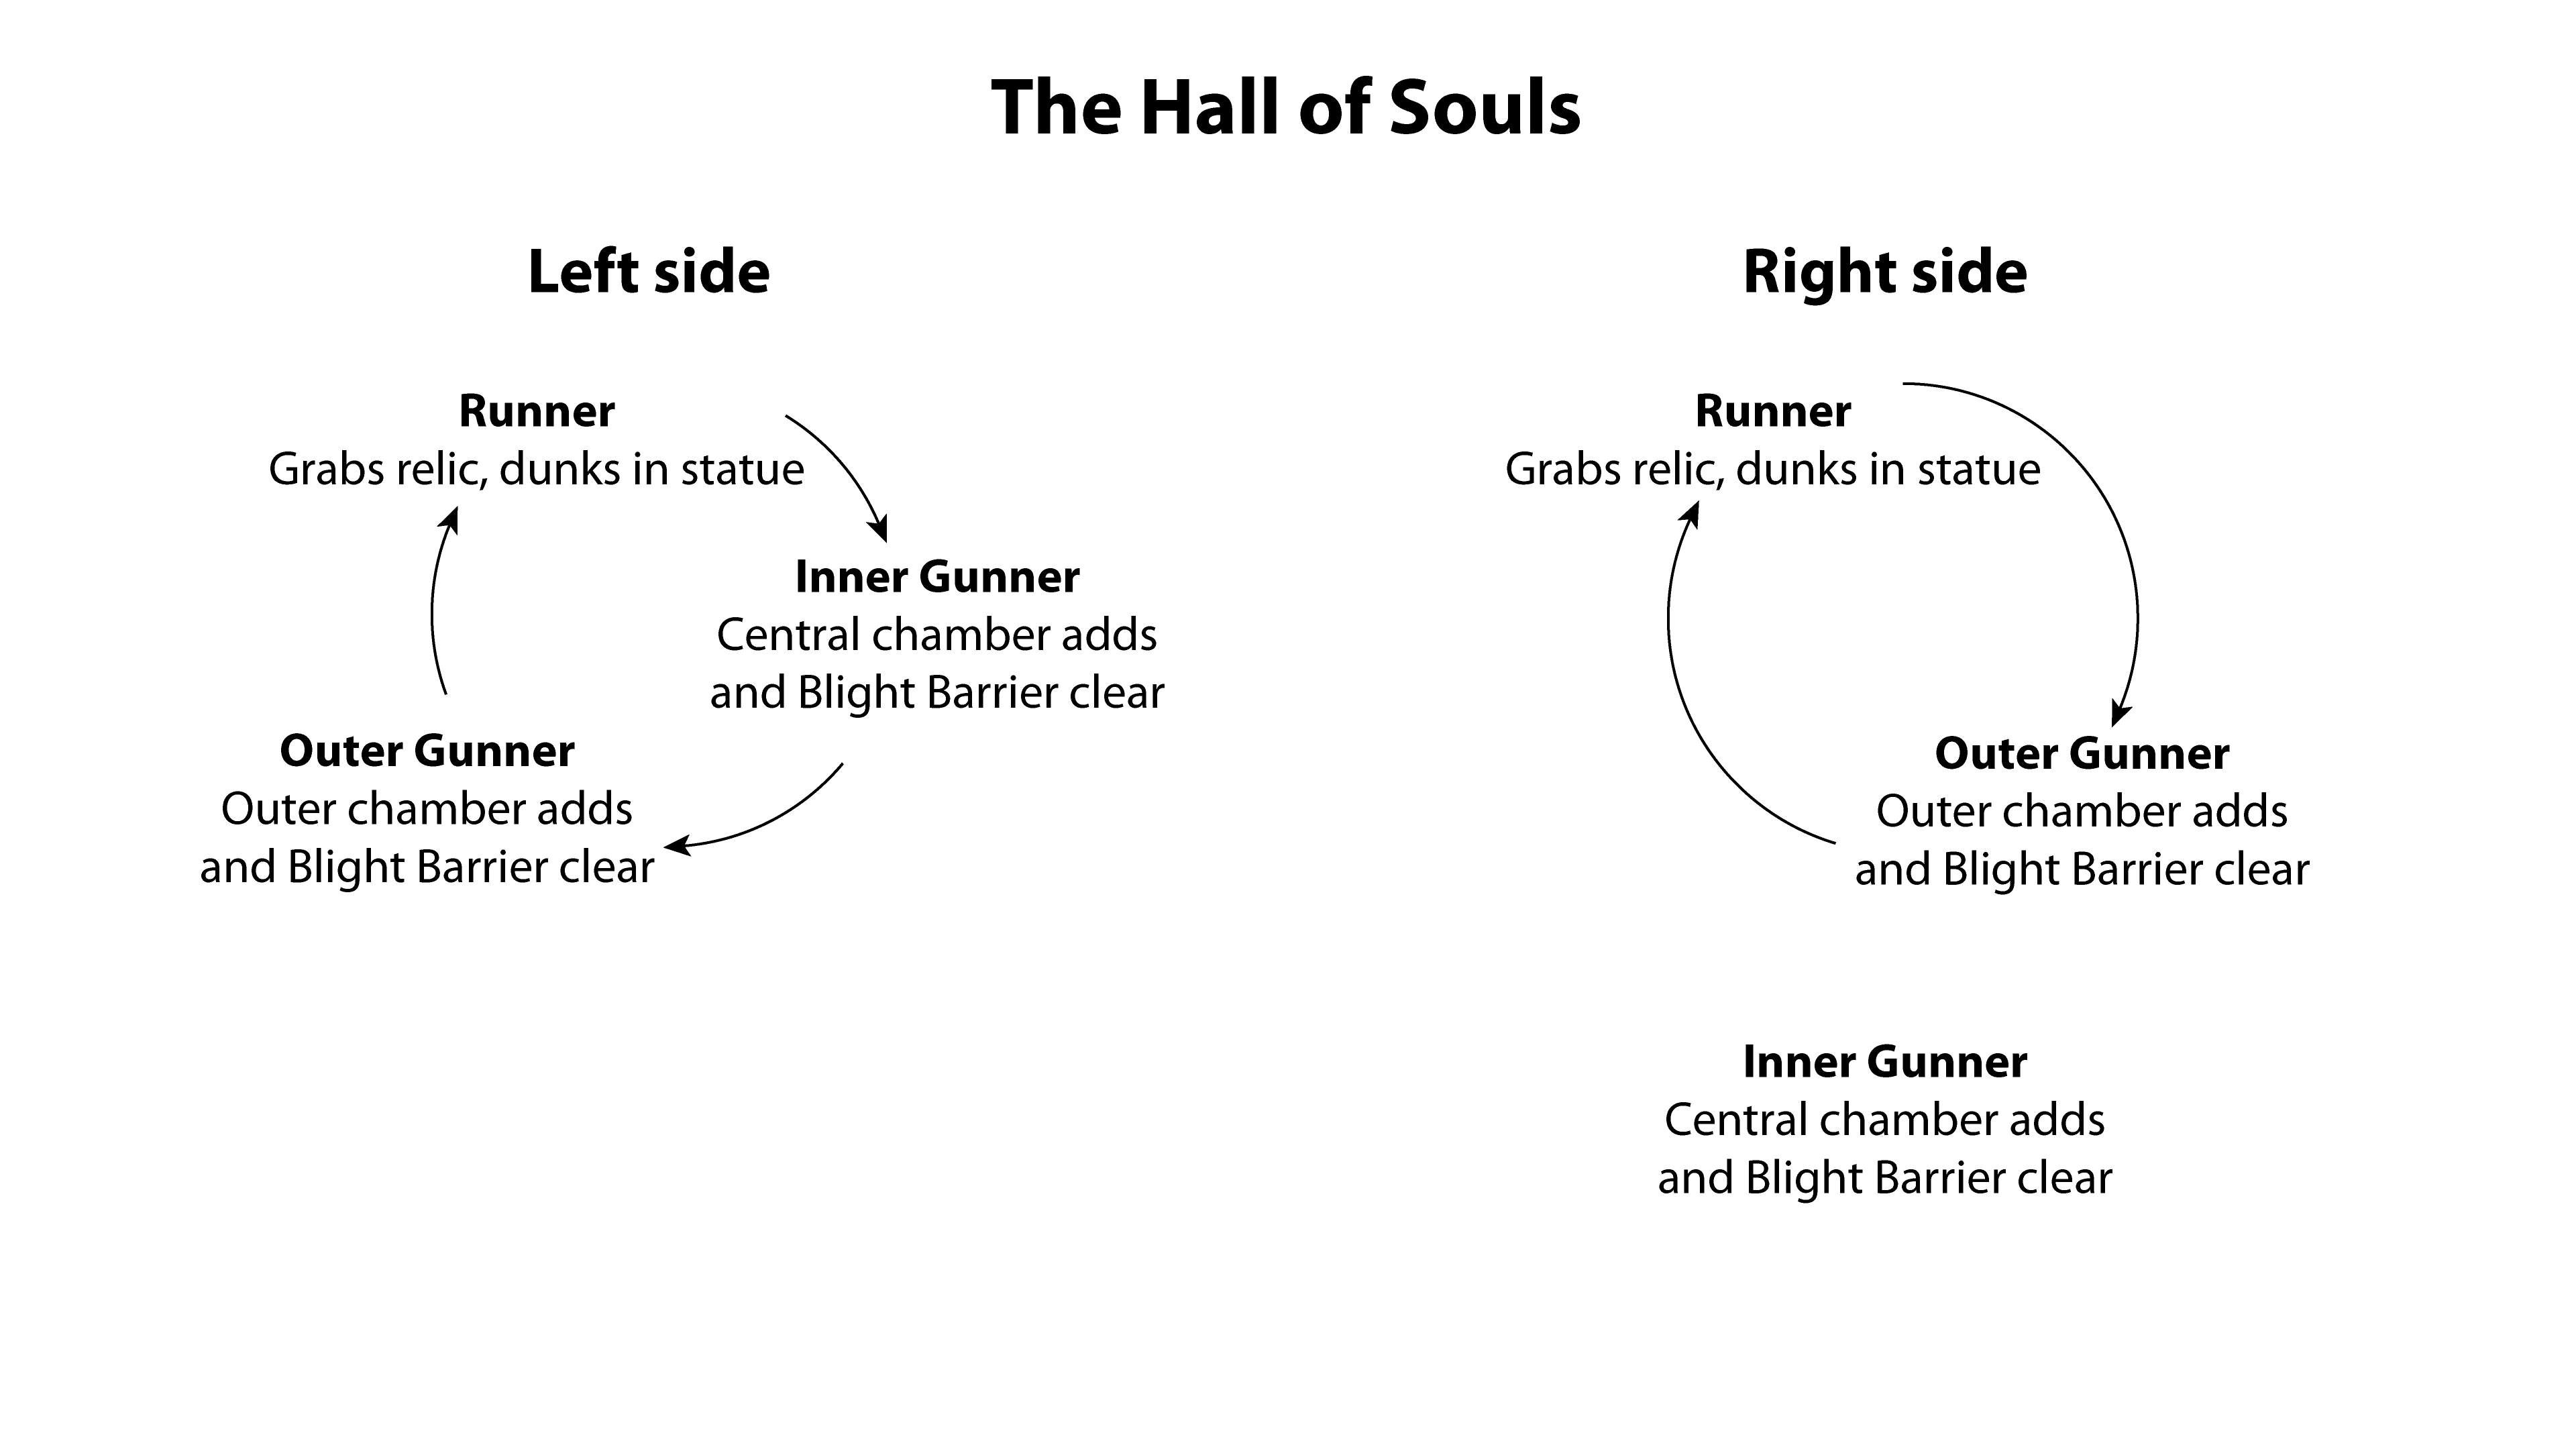 The Hall of Souls
Left side
Runner
Grabs relic, dunks in statue
Inner Gunner
Central chamber adds
and Blight Barrier clear
Outer Gunner
Outer chamber adds
and Blight Barrier clear
Right side
Runner
Grabs relic, dunks in statue
Outer Gunner
Outer chamber adds
and Blight Barrier clear
Inner Gunner
Central chamber adds
and Blight Barrier clear